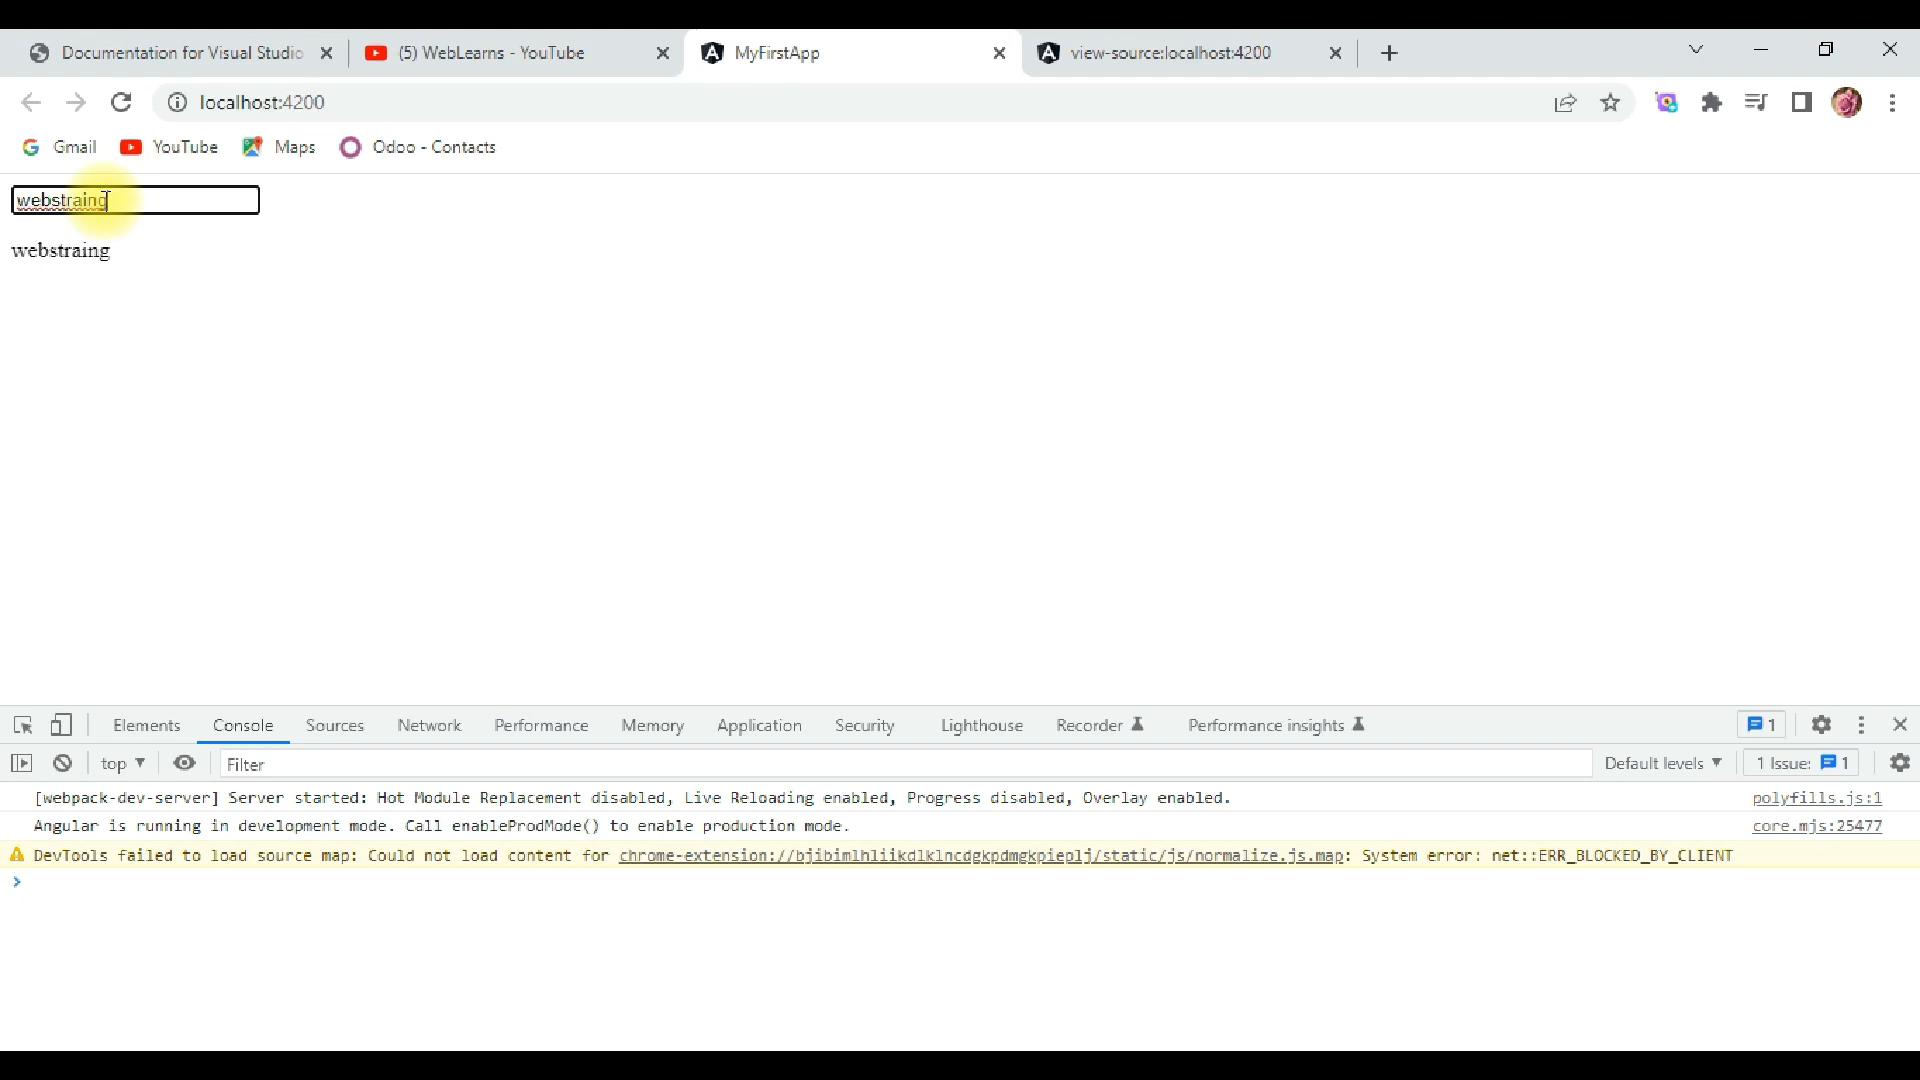 Documentation for Visual Studio
(5) WebLearns - YouTube
MyFirstApp
view-source:localhost:4200
localhost:4200
Gmail
YouTube
Maps
Odoo - Contacts
webstraing
webstraing
Elements
Console
Sources
Network
Performance
Memory
Application
Security
Lighthouse
Recorder
Performance insights
1
top
Filter
Default levels
1 Issue: 1
[webpack-dev-server] Server started: Hot Module Replacement disabled, Live Reloading enabled, Progress disabled, Overlay enabled. polyfills.js:1
Angular is running in development mode. Call enableProdMode() to enable production mode. core.mjs:25477
DevTools failed to load source map: Could not load content for chrome-extension://bjibimlhliikdlklncdgkpdmgkpieplj/static/js/normalize.js.map: System error: net::ERR_BLOCKED_BY_CLIENT